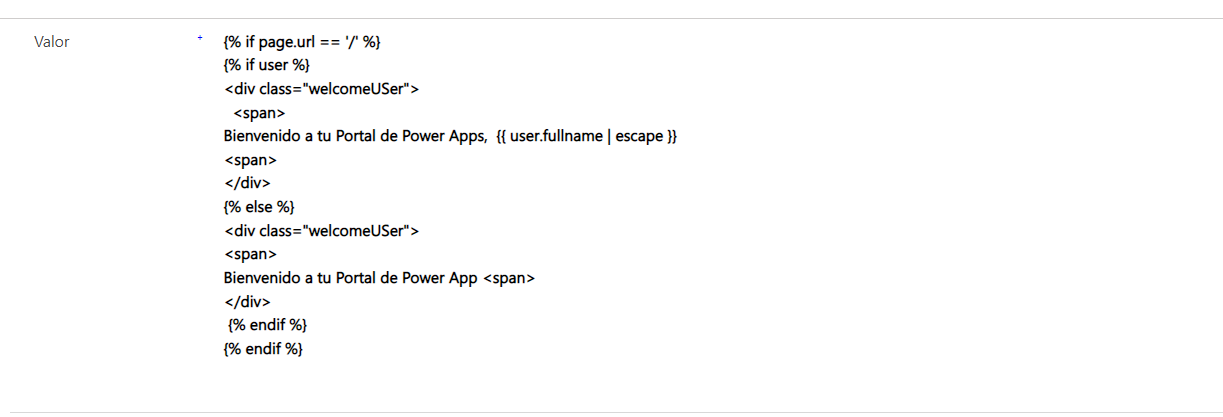 Valor + {% if page.url == '/' %}
{% if user %}
<div class="welcomeUSer">
<span>
Bienvenido a tu Portal de Power Apps, {{ user.fullname | escape }}
<span>
</div>
{% else %}
<div class="welcomeUSer">
<span>
Bienvenido a tu Portal de Power App <span>
</div>
{% endif %}
{% endif %}